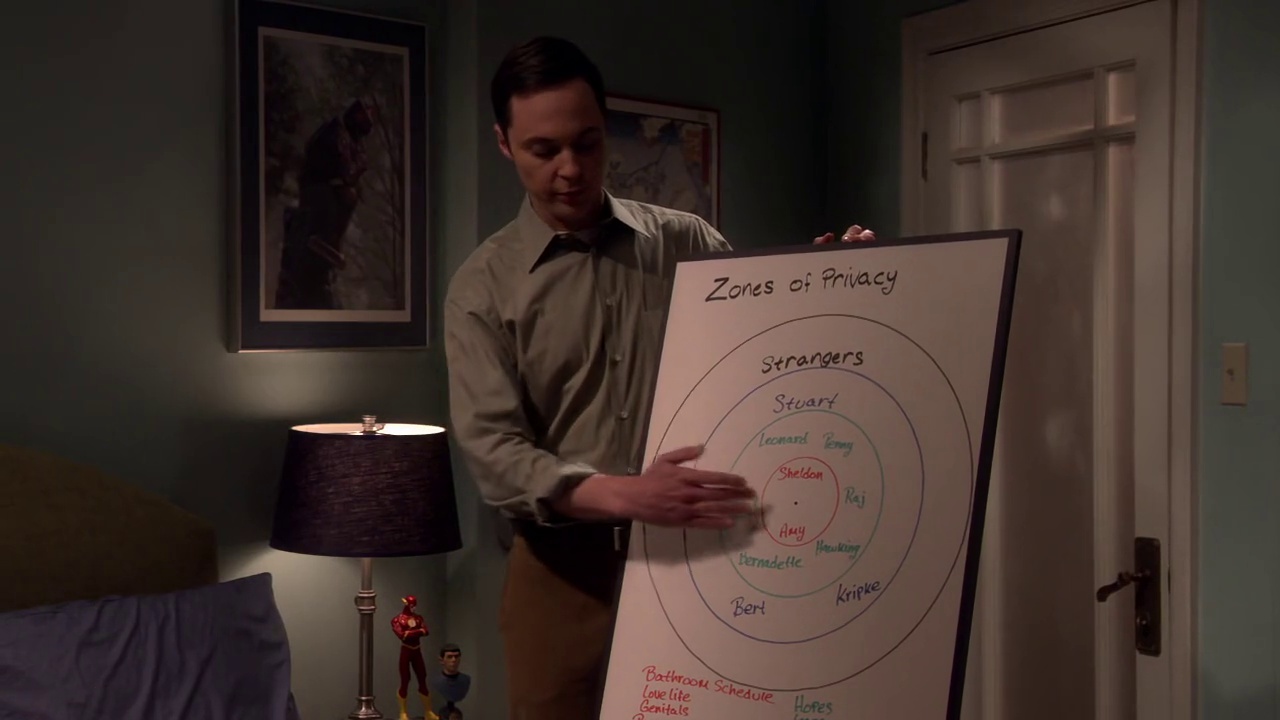 Zones of Privacy
Strangers
Stuart
Leonard Penny
Sheldon
Raj
Amy
Hawking
Bernadette
Kripke
Bert
Bathroom Schedule
Love life
Genitals
Hopes